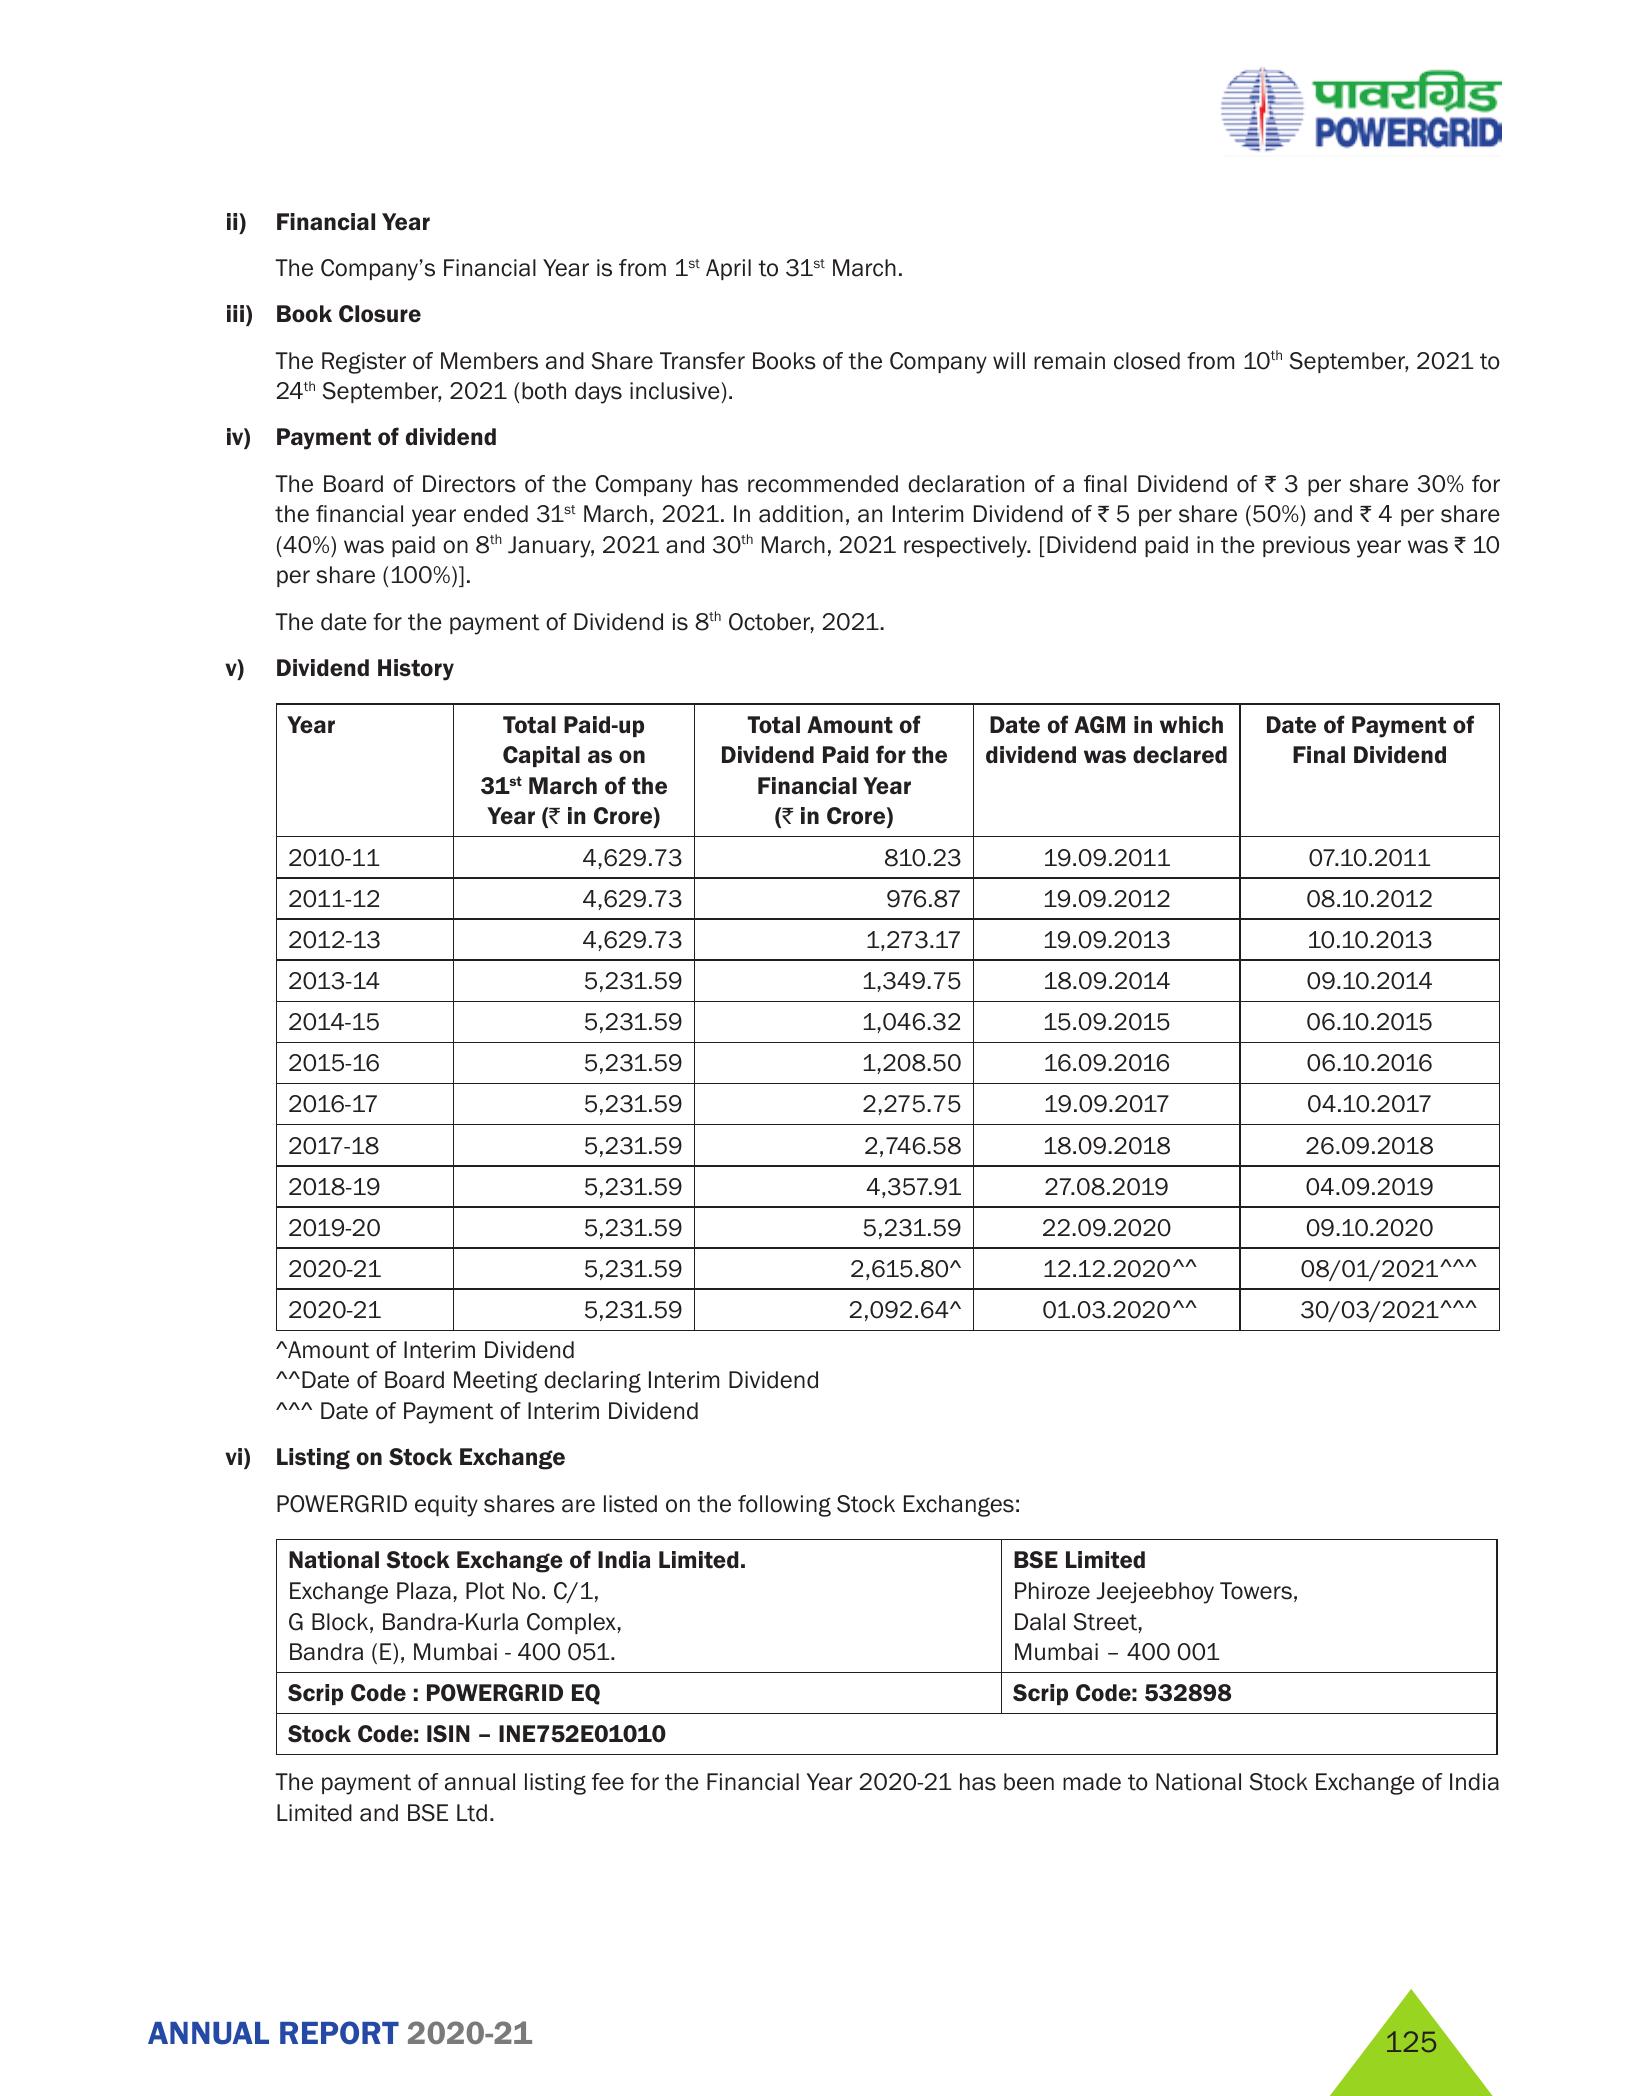 पावरग्रिड
POWERGRID
ii) Financial Year
The Company’s Financial Year is from 1st April to 31st March.
iii) Book Closure
The Register of Members and Share Transfer Books of the Company will remain closed from 10th September, 2021 to
24th September, 2021 (both days inclusive).
iv) Payment of dividend
The Board of Directors of the Company has recommended declaration of a final Dividend of ₹ 3 per share 30% for
the financial year ended 31st March, 2021. In addition, an Interim Dividend of ₹ 5 per share (50%) and ₹ 4 per share
(40%) was paid on 8th January, 2021 and 30th March, 2021 respectively. [Dividend paid in the previous year was ₹ 10
per share (100%)].
The date for the payment of Dividend is 8th October, 2021.
v) Dividend History
Year Total Paid-up Total Amount of Date of AGM in which Date of Payment of
Capital as on Dividend Paid for the dividend was declared Final Dividend
31st March of the Financial Year
Year (₹ in Crore) (₹ in Crore)
2010-11 4,629.73 810.23 19.09.2011 07.10.2011
2011-12 4,629.73 976.87 19.09.2012 08.10.2012
2012-13 4,629.73 1,273.17 19.09.2013 10.10.2013
2013-14 5,231.59 1,349.75 18.09.2014 09.10.2014
2014-15 5,231.59 1,046.32 15.09.2015 06.10.2015
2015-16 5,231.59 1,208.50 16.09.2016 06.10.2016
2016-17 5,231.59 2,275.75 19.09.2017 04.10.2017
2017-18 5,231.59 2,746.58 18.09.2018 26.09.2018
2018-19 5,231.59 4,357.91 27.08.2019 04.09.2019
2019-20 5,231.59 5,231.59 22.09.2020 09.10.2020
2020-21 5,231.59 2,615.80^ 12.12.2020^^ 08/01/2021^^^
2020-21 5,231.59 2,092.64^ 01.03.2020^^ 30/03/2021^^^
^Amount of Interim Dividend
^^Date of Board Meeting declaring Interim Dividend
^^^ Date of Payment of Interim Dividend
vi) Listing on Stock Exchange
POWERGRID equity shares are listed on the following Stock Exchanges:
National Stock Exchange of India Limited. BSE Limited
Exchange Plaza, Plot No. C/1, Phiroze Jeejeebhoy Towers,
G Block, Bandra-Kurla Complex, Dalal Street,
Bandra (E), Mumbai - 400 051. Mumbai – 400 001
Scrip Code : POWERGRID EQ Scrip Code: 532898
Stock Code: ISIN – INE752E01010
The payment of annual listing fee for the Financial Year 2020-21 has been made to National Stock Exchange of India
Limited and BSE Ltd.
ANNUAL REPORT 2020-21
125